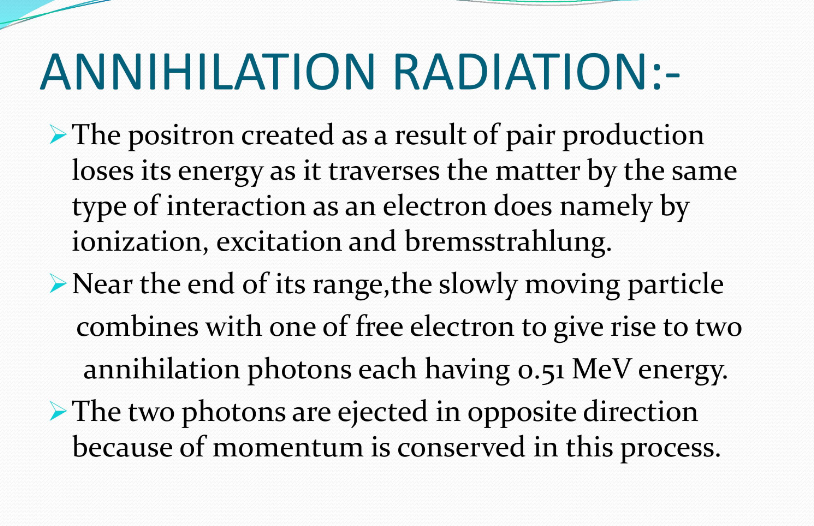 ANNIHILATION RADIATION:-
The positron created as a result of pair production
loses its energy as it traverses the matter by the same
type of interaction as an electron does namely by
ionization, excitation and bremsstrahlung.
Near the end of its range,the slowly moving particle
combines with one of free electron to give rise to two
annihilation photons each having 0.51 MeV energy.
The two photons are ejected in opposite direction
because of momentum is conserved in this process.